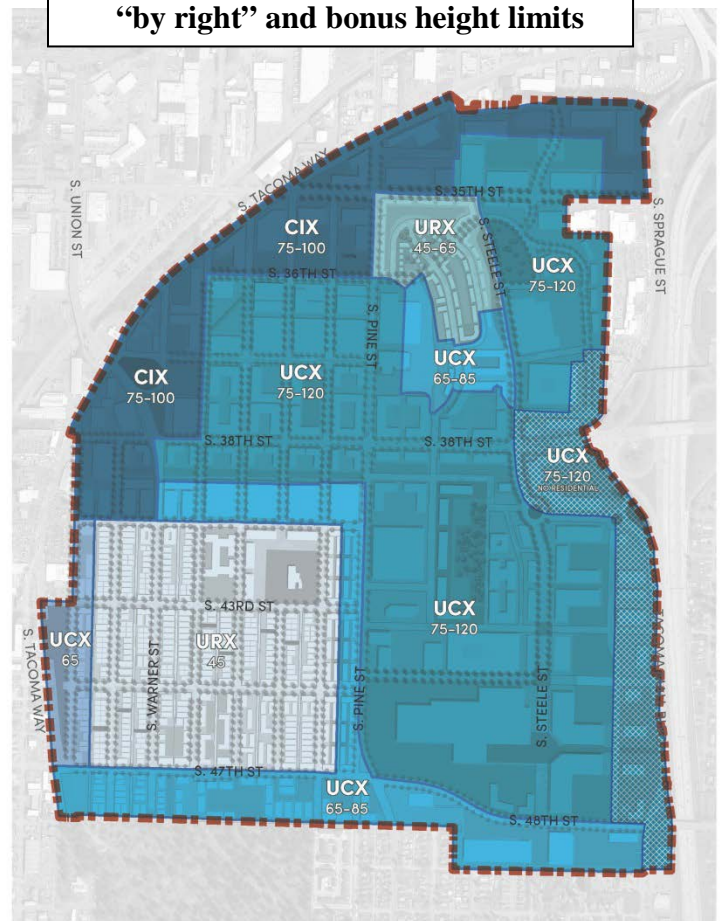 “by right” and bonus height limits
S. TACOMA WAY
S. UNION ST
S. 35TH ST
S. SPRAGUE ST
CIX
75-100
URX
45-65
S. STEELE ST
UCX
75-120
S. 36TH ST
S. PINE ST
UCX
65-85
UCX
75-120
CIX
75-100
S. 38TH ST
S. 38TH ST
UCX
75-120
NO RESIDENTIAL
S. 43RD ST
UCX
75-120
UCX
65
URX
45
S. TACOMA WAY
S. WARNER ST
S. PINE ST
S. STEELE ST
S. 47TH ST
UCX
65-85
S. 48TH ST